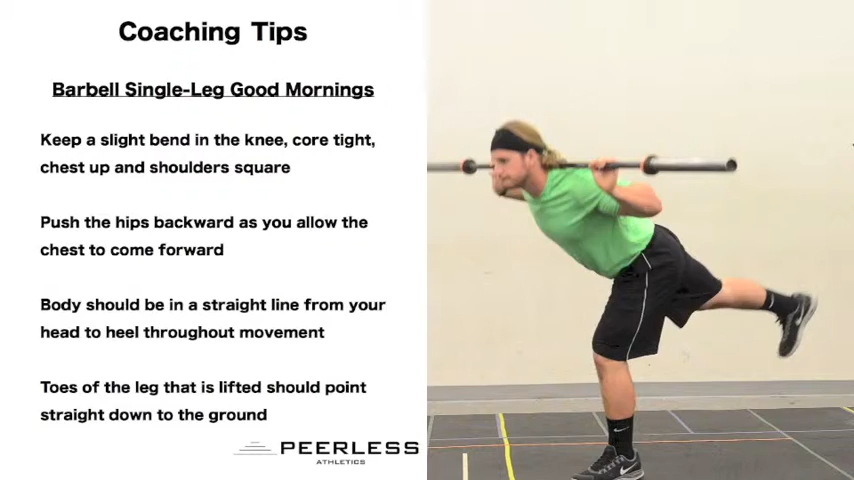 Coaching Tips
Barbell Single-Leg Good Mornings
Keep a slight bend in the knee, core tight,
chest up and shoulders square
Push the hips backward as you allow the
chest to come forward
Body should be in a straight line from your
head to heel throughout movement
Toes of the leg that is lifted should point
straight down to the ground
PEERLESS
ATHLETICS